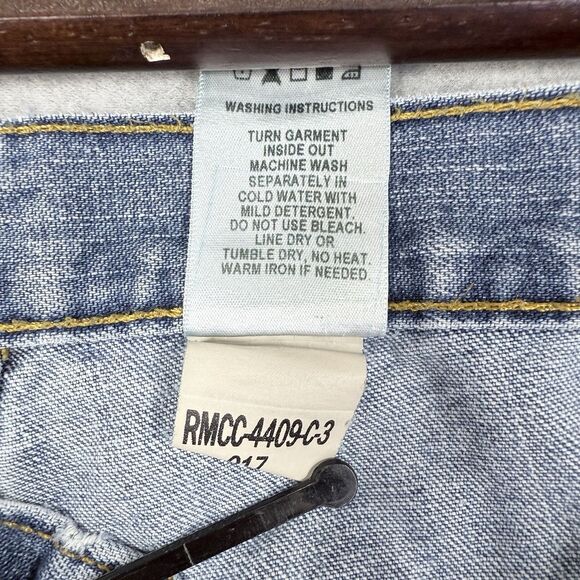 WASHING INSTRUCTIONS
TURN GARMENT
INSIDE OUT
MACHINE WASH
SEPARATELY IN
COLD WATER WITH
MILD DETERGENT.
DO NOT USE BLEACH.
LINE DRY OR
TUMBLE DRY, NO HEAT.
WARM IRON IF NEEDED.
RMCC-4409-C-3